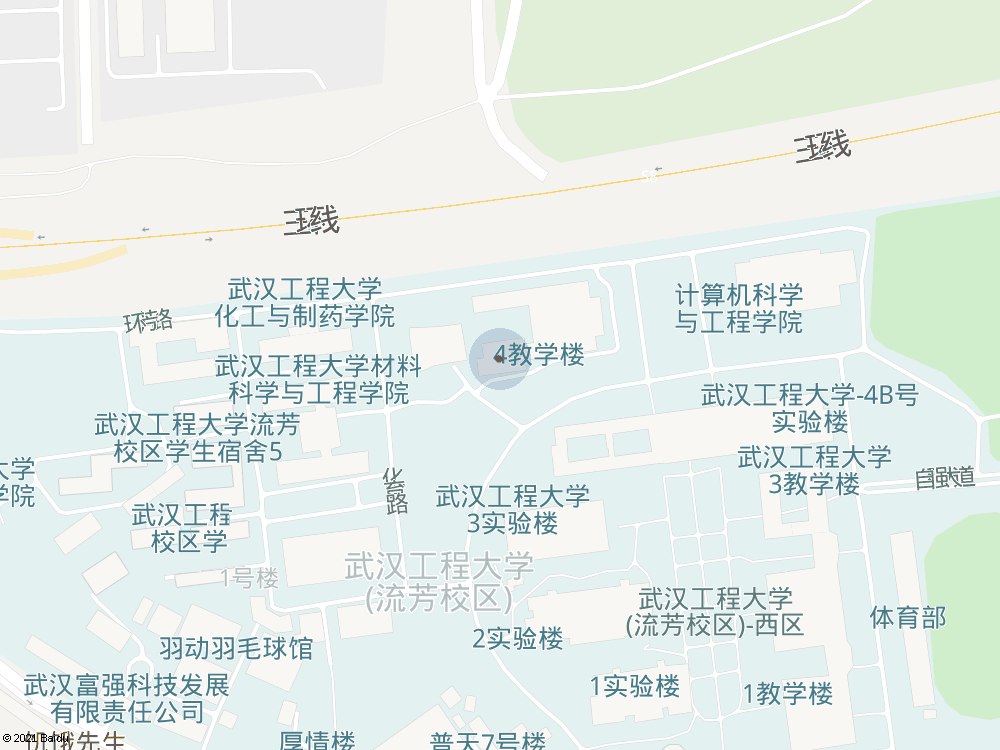 三环线
三环线
武汉工程大学
化工与制药学院
计算机科学
与工程学院
环芳路
4教学楼
武汉工程大学材料
科学与工程学院
武汉工程大学-4B号
实验楼
武汉工程大学流芳
校区学生宿舍5
武汉工程大学
3教学楼
大学
学院
化工路
自强大道
武汉工程大学
3实验楼
武汉工程
校区学
1号楼
武汉工程大学
(流芳校区)
武汉工程大学
(流芳校区)-西区
体育部
2实验楼
羽动羽毛球馆
武汉富强科技发展
有限责任公司
1实验楼
1教学楼
厚情楼
普天7号楼
先生
© 2021 Baidu